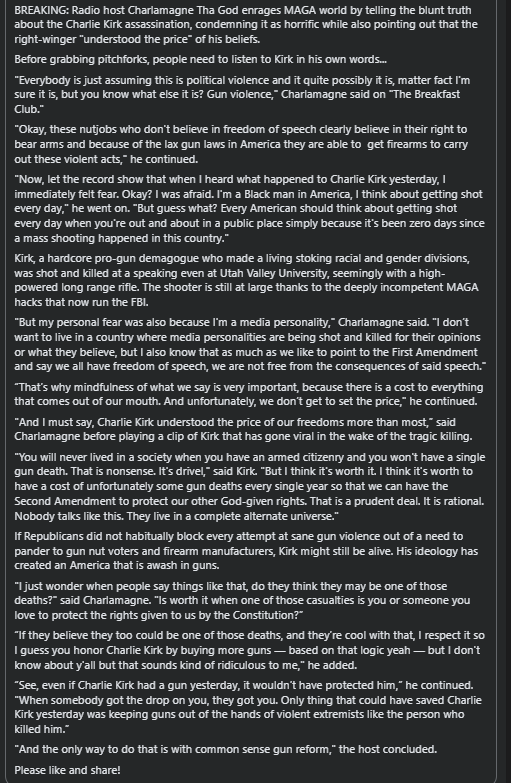 BREAKING: Radio host Charlamagne Tha God enrages MAGA world by telling the blunt truth
about the Charlie Kirk assassination, condemning it as horrific while also pointing out that the
right-winger "understood the price" of his beliefs.
Before grabbing pitchforks, people need to listen to Kirk in his own words...
"Everybody is just assuming this is political violence and it quite possibly it is, matter fact I'm
sure it is, but you know what else it is? Gun violence," Charlamagne said on "The Breakfast
Club."
"Okay, these nutjobs who don't believe in freedom of speech clearly believe in their right to
bear arms and because of the lax gun laws in America they are able to  get firearms to carry
out these violent acts," he continued.
"Now, let the record show that when I heard what happened to Charlie Kirk yesterday, I
immediately felt fear. Okay? I was afraid. I'm a Black man in America, I think about getting shot
every day," he went on. "But guess what? Every American should think about getting shot
every day when you're out and about in a public place simply because it's been zero days since
a mass shooting happened in this country."
Kirk, a hardcore pro-gun demagogue who made a living stoking racial and gender divisions,
was shot and killed at a speaking even at Utah Valley University, seemingly with a high-
powered long range rifle. The shooter is still at large thanks to the deeply incompetent MAGA
hacks that now run the FBI.
"But my personal fear was also because I'm a media personality," Charlamagne said. "I don't
want to live in a country where media personalities are being shot and killed for their opinions
or what they believe, but I also know that as much as we like to point to the First Amendment
and say we all have freedom of speech, we are not free from the consequences of said speech."
"That's why mindfulness of what we say is very important, because there is a cost to everything
that comes out of our mouth. And unfortunately, we don't get to set the price," he continued.
"And I must say, Charlie Kirk understood the price of our freedoms more than most," said
Charlamagne before playing a clip of Kirk that has gone viral in the wake of the tragic killing.
"You will never lived in a society when you have an armed citizenry and you won't have a single
gun death. That is nonsense. It's drivel," said Kirk. "But I think it's worth it. I think it's worth to
have a cost of unfortunately some gun deaths every single year so that we can have the
Second Amendment to protect our other God-given rights. That is a prudent deal. It is rational.
Nobody talks like this. They live in a complete alternate universe."
If Republicans did not habitually block every attempt at sane gun violence out of a need to
pander to gun nut voters and firearm manufacturers, Kirk might still be alive. His ideology has
created an America that is awash in guns.
"I just wonder when people say things like that, do they think they may be one of those
deaths?" said Charlamagne. "Is worth it when one of those casualties is you or someone you
love to protect the rights given to us by the Constitution?"
"If they believe they too could be one of those deaths, and they're cool with that, I respect it so
I guess you honor Charlie Kirk by buying more guns — based on that logic yeah — but I don't
know about y'all but that sounds kind of ridiculous to me," he added.
"See, even if Charlie Kirk had a gun yesterday, it wouldn't have protected him," he continued.
"When somebody got the drop on you, they got you. Only thing that could have saved Charlie
Kirk yesterday was keeping guns out of the hands of violent extremists like the person who
killed him."
"And the only way to do that is with common sense gun reform," the host concluded.
Please like and share!